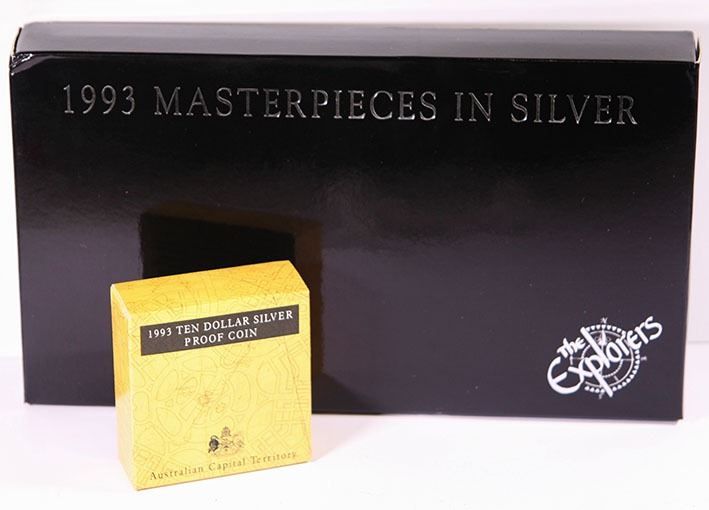 1993 MASTERPIECES IN SILVER
1993 TEN DOLLAR SILVER
PROOF COIN
Australian Capital Territory
The
Explorers